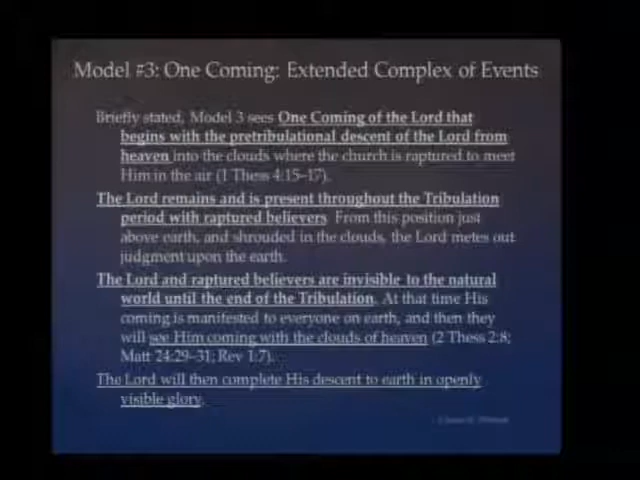 Model #3: One Coming: Extended Complex of Events
Briefly stated, Model 3 sees One Coming of the Lord that
begins with the pretribulational descent of the Lord from
heaven into the clouds where the church is raptured to meet
Him in the air (1 Thess 4:15–17).
The Lord remains and is present throughout the Tribulation
period with raptured believers. From this position just
above earth, and shrouded in the clouds, the Lord metes out
judgment upon the earth.
The Lord and raptured believers are invisible to the natural
world until the end of the Tribulation. At that time His
coming is manifested to everyone on earth, and then they
will see Him coming with the clouds of heaven (2 Thess 2:8;
Matt 24:29–31; Rev 1:7).
The Lord will then complete His descent to earth in openly
visible glory.